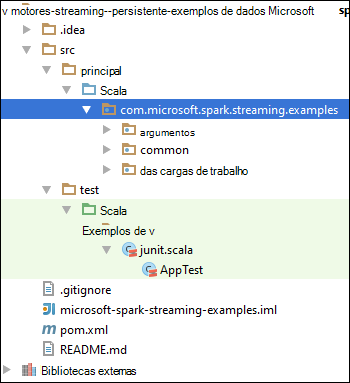 v motores-streaming--persistente-exemplos de dados Microsoft sp
.idea
src
principal
Scala
com.microsoft.spark.streaming.examples
argumentos
common
das cargas de trabalho
test
Scala
Exemplos de v
junit.scala
AppTest
.gitignore
microsoft-spark-streaming-examples.iml
pom.xml
README.md
Bibliotecas externas